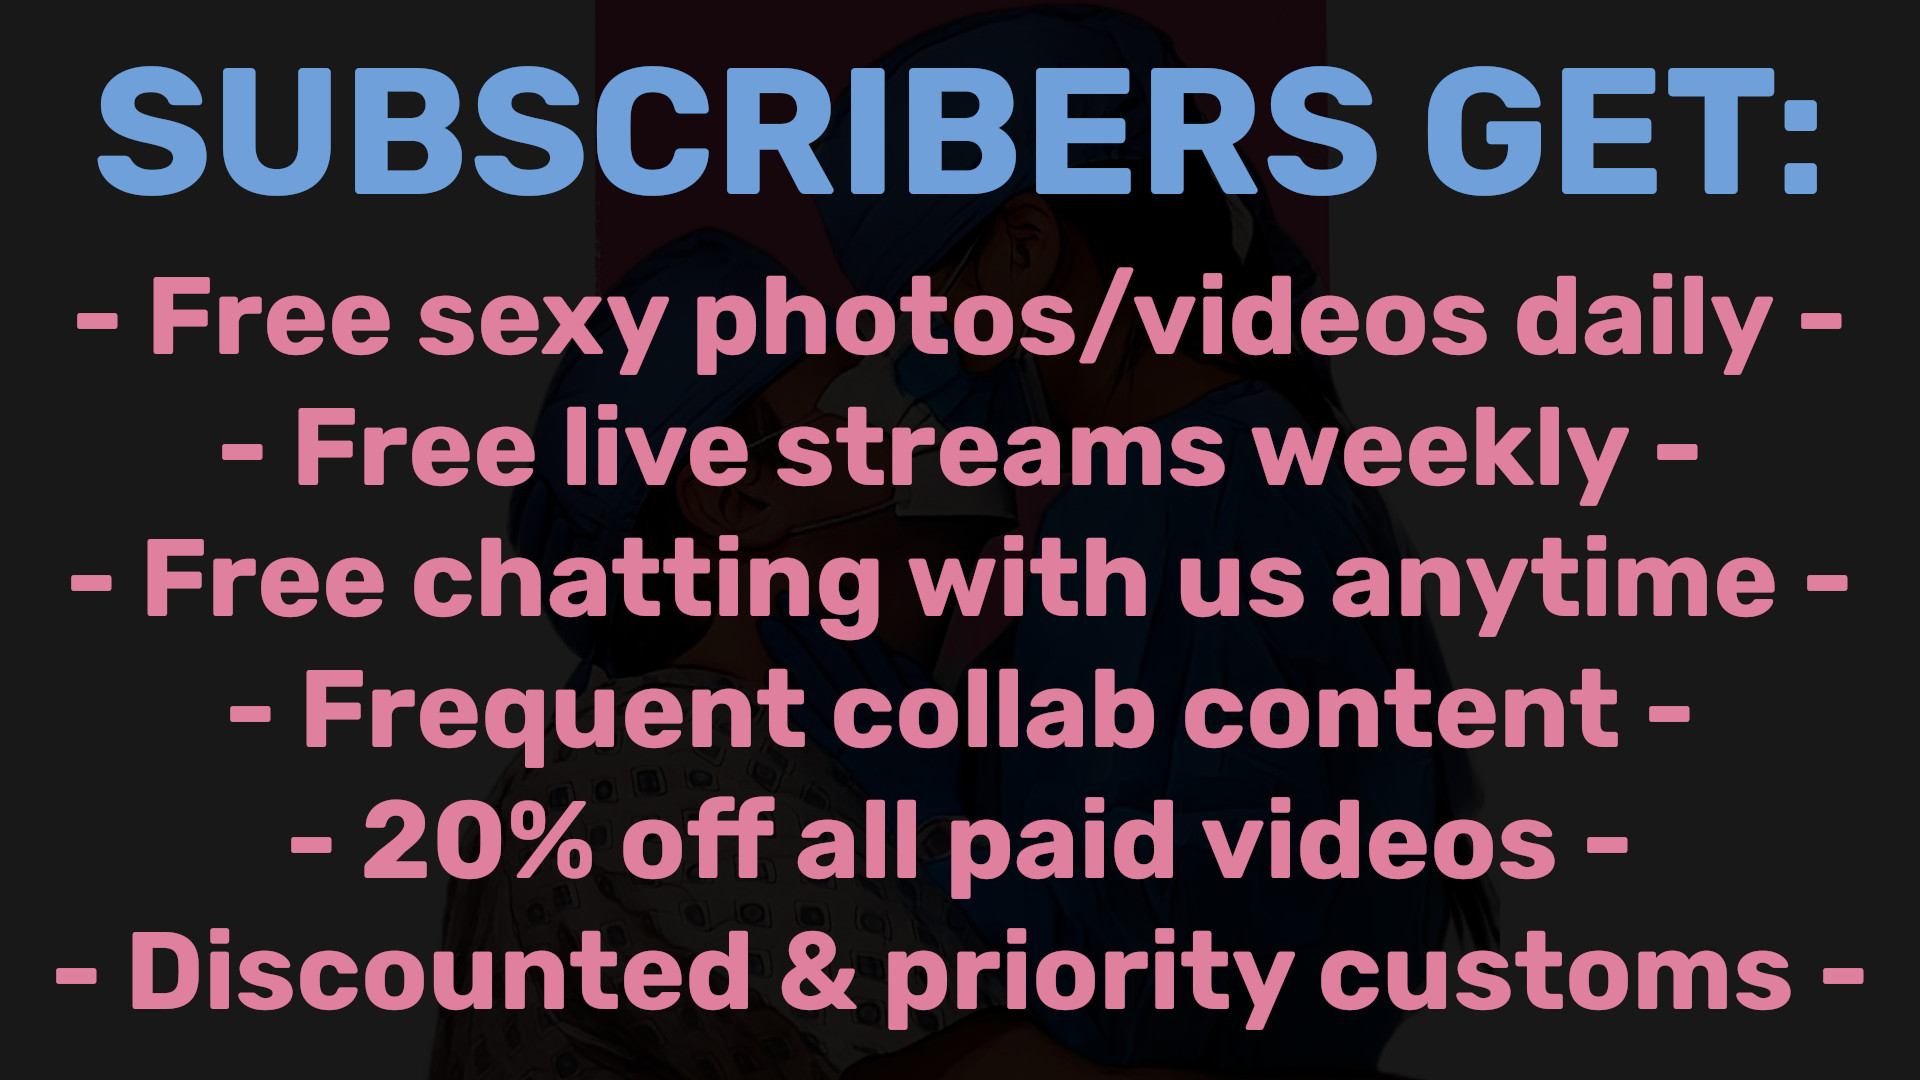 SUBSCRIBERS GET:
- Free sexy photos/videos daily -
- Free live streams weekly -
- Free chatting with us anytime -
- Frequent collab content -
- 20% off all paid videos -
- Discounted & priority customs -